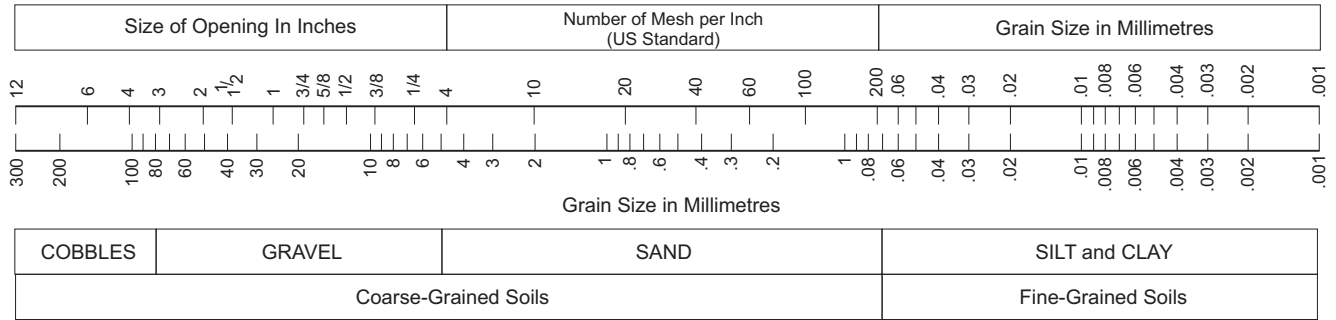 Size of Opening In Inches
Number of Mesh per Inch
(US Standard)
Grain Size in Millimetres
12 6 4 3 2 1 1/2 1 3/4 5/8 1/2 3/8 1/4 4 10 20 40 60 100 200 .06 .04 .03 .02 .01 .008 .006 .004 .003 .002 .001
300 200 100 80 60 40 30 20 10 8 6 4 3 2 1 .8 .6 .4 .3 .2 1 .08 .06 .04 .03 .02 .01 .008 .006 .004 .003 .002 .001
Grain Size in Millimetres
COBBLES GRAVEL SAND SILT and CLAY
Coarse-Grained Soils Fine-Grained Soils